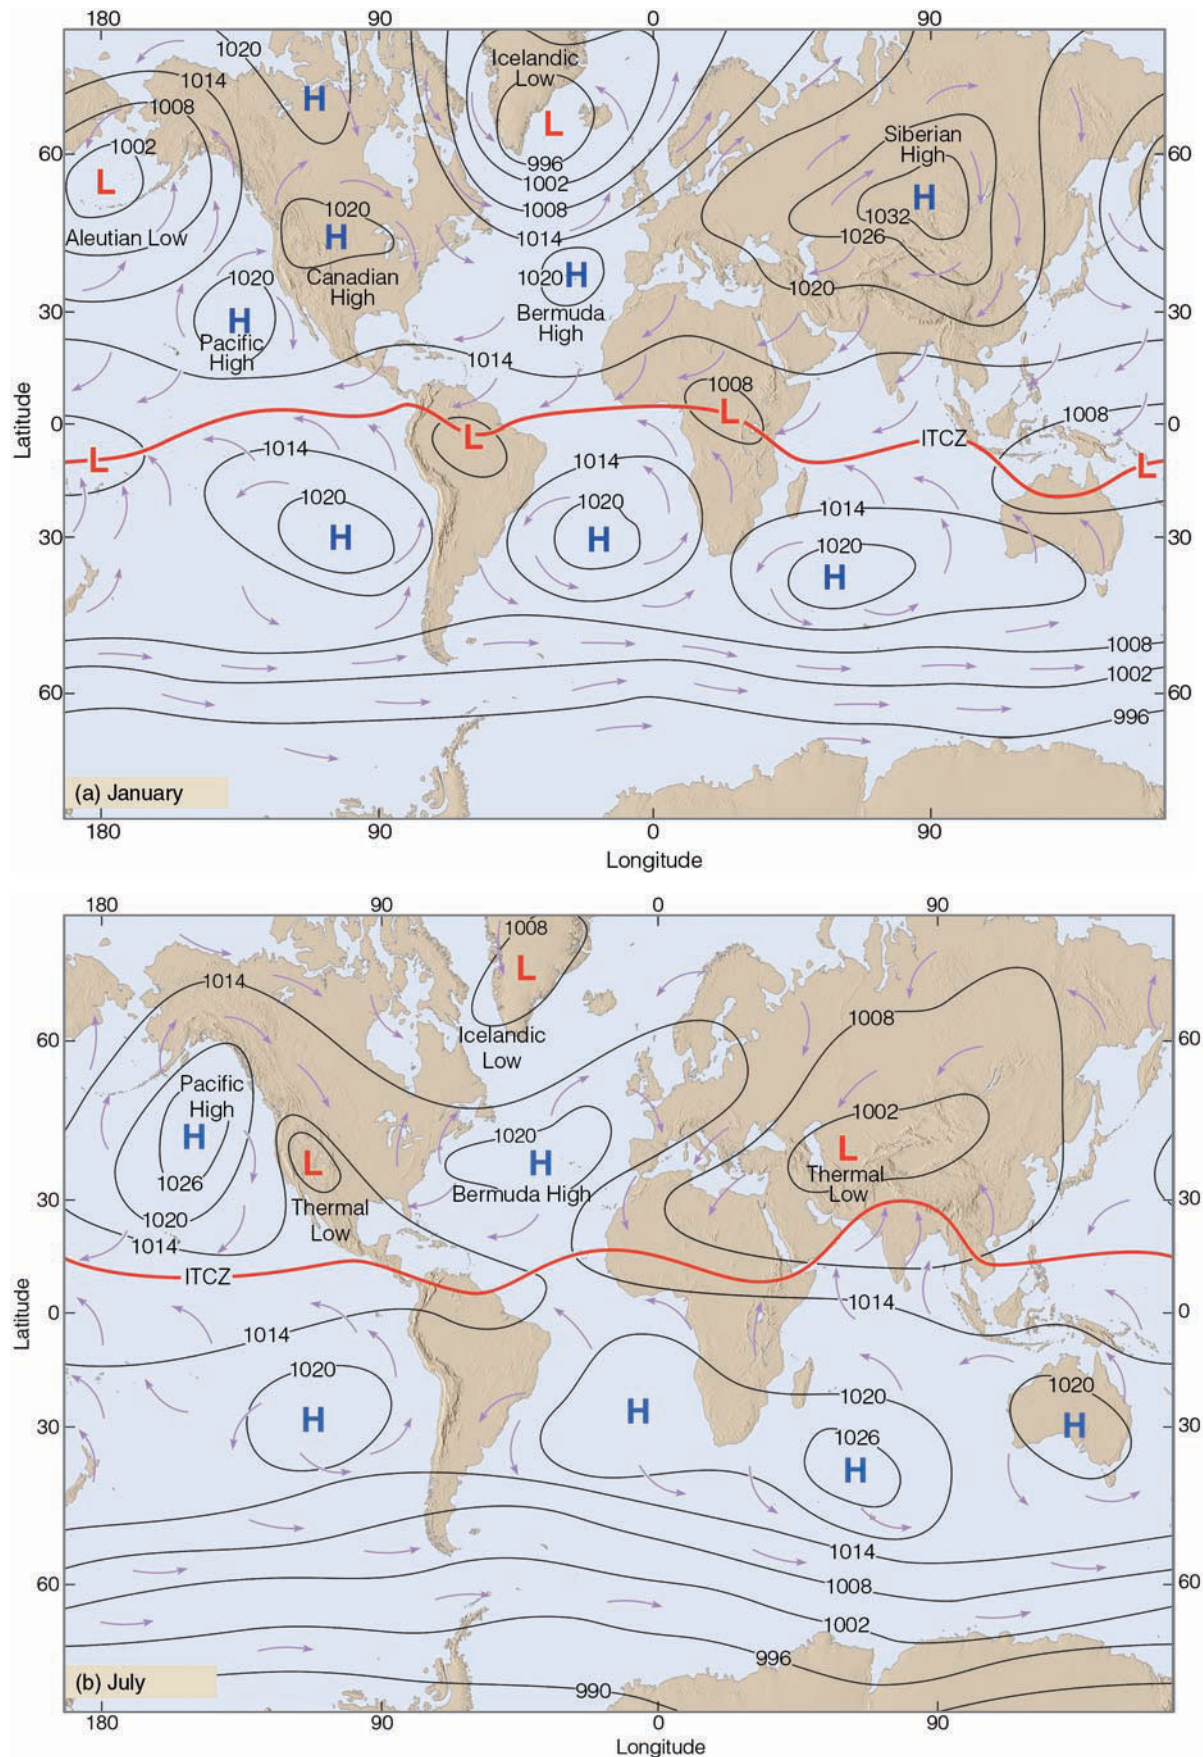 180 90 0 90
1020
Icelandic
Low
1014
H
1008
L
Siberian
High
60 1002 60
L
996
H
1002
1020
1032
1008
Aleutian Low
H
1014
1026
1020
Canadian
High
1020
H
1020
30 Bermuda
High
30
H
Pacific
High
1014
1008
L
1008
0 0
L
ITCZ
L
L
1014
1014
1020
1020
1014
30 H
H
30
1020
H
1008
1002
60 60
996
(a) January
180 90 0 90
Longitude
Latitude
180 90 0 90
1008
L
1014
1008
60 Icelandic
Low
60
Pacific
High
1002
H
1020
L
L
H
1026
Bermuda High
Thermal
Low
30 30
Thermal
Low
1020
1014
ITCZ
1014
0 0
1014
1020
1020
1020
H
H
H
30 30
1026
H
1014
60 1008 60
1002
996
(b) July
990
180 90 0 90
Longitude
Latitude